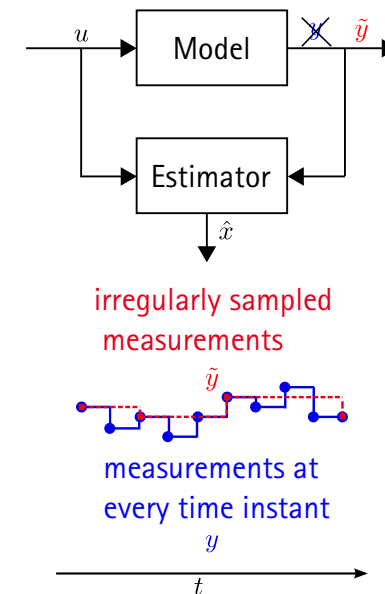 u
Model
y
ỹ
Estimator
x̂
irregularly sampled
measurements
ỹ
measurements at
every time instant
y
t